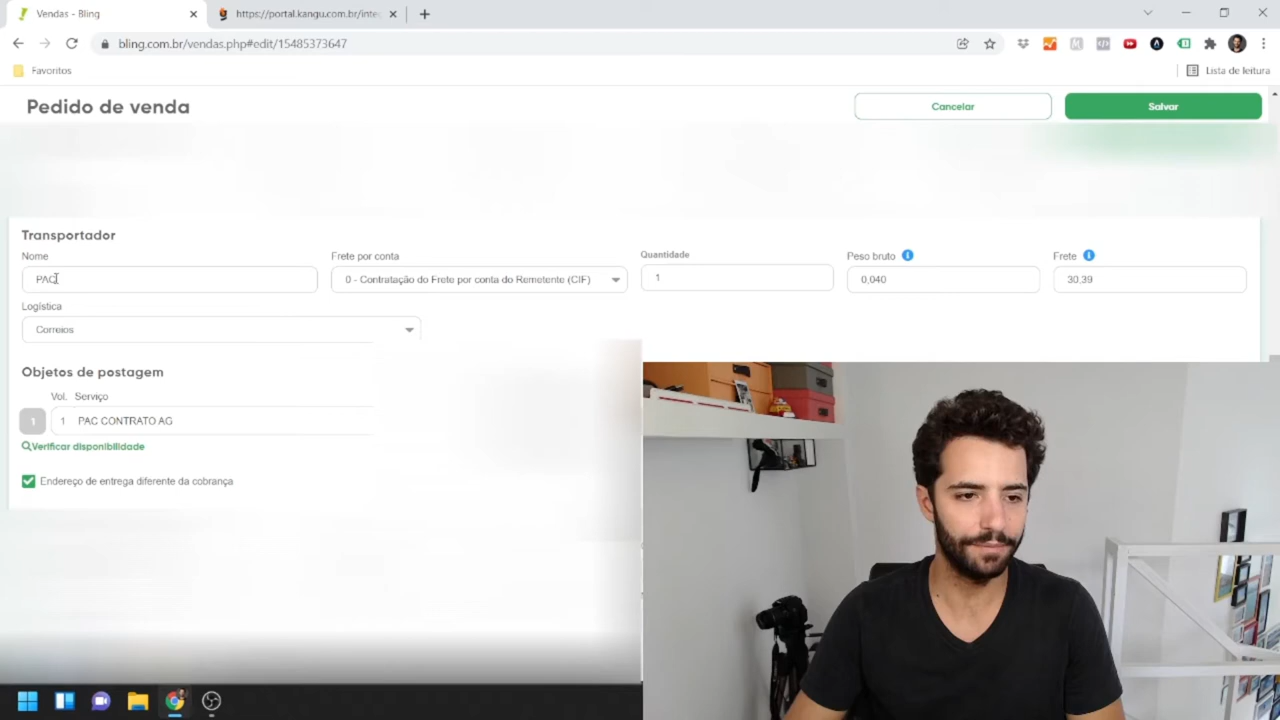 Vendas - Bling
https://portal.kangu.com.br/inte
bling.com.br/vendas.php#edit/15485373647
Favoritos
Lista de leitura
Pedido de venda
Cancelar
Salvar
Transportador
Nome
Frete por conta
Quantidade
Peso bruto
Frete
PAC
0 - Contratação do Frete por conta do Remetente (CIF)
1
0,040
30,39
Logística
Correios
Objetos de postagem
Vol. Serviço
1 1 PAC CONTRATO AG
Verificar disponibilidade
Endereço de entrega diferente da cobrança